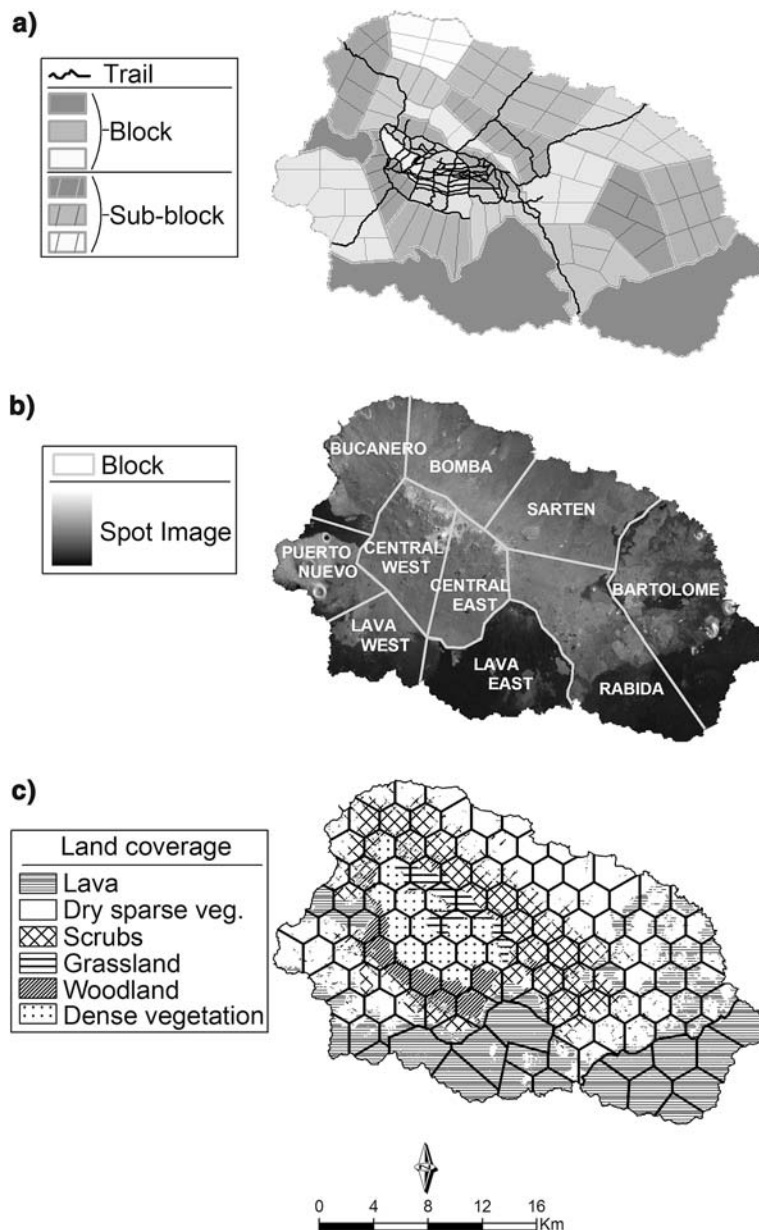 a)
Trail
Block
Sub-block
b)
Block
Spot Image
BUCANERO
BOMBA
SARTEN
PUERTO
NUEVO
CENTRAL
WEST
CENTRAL
EAST
BARTOLOME
LAVA
WEST
LAVA
EAST
RABIDA
c)
Land coverage
Lava
Dry sparse veg.
Scrubs
Grassland
Woodland
Dense vegetation
N
0 4 8 12 16
Km